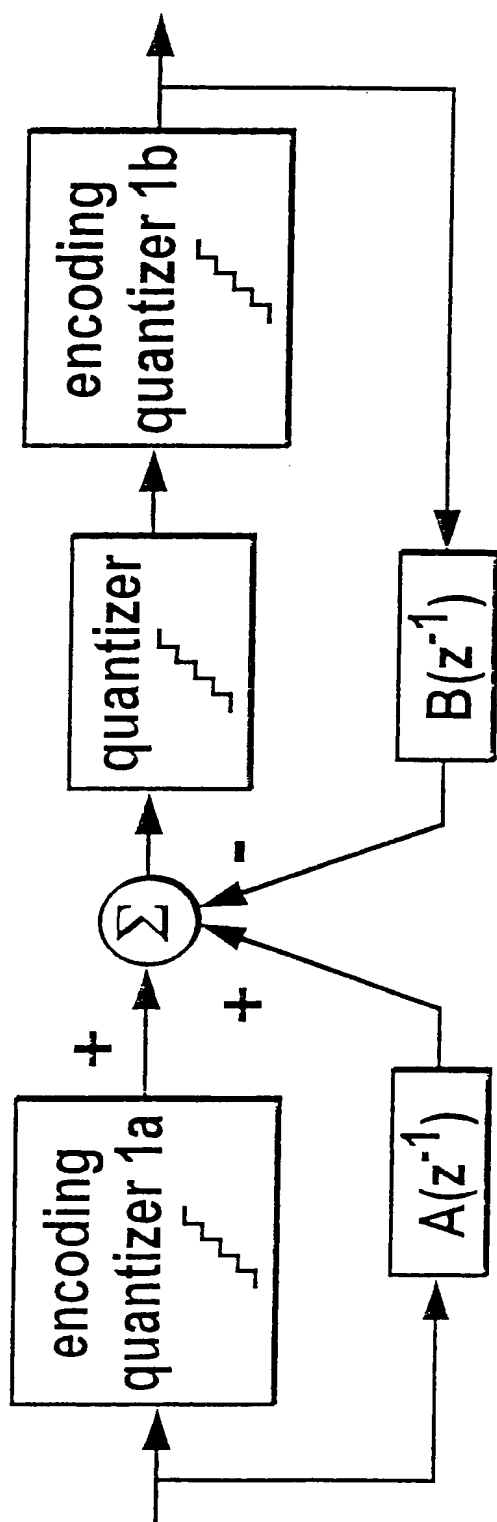 encoding
quantizer 1a
+
+
Σ
-
quantizer
encoding
quantizer 1b
A(z⁻¹)
B(z⁻¹)